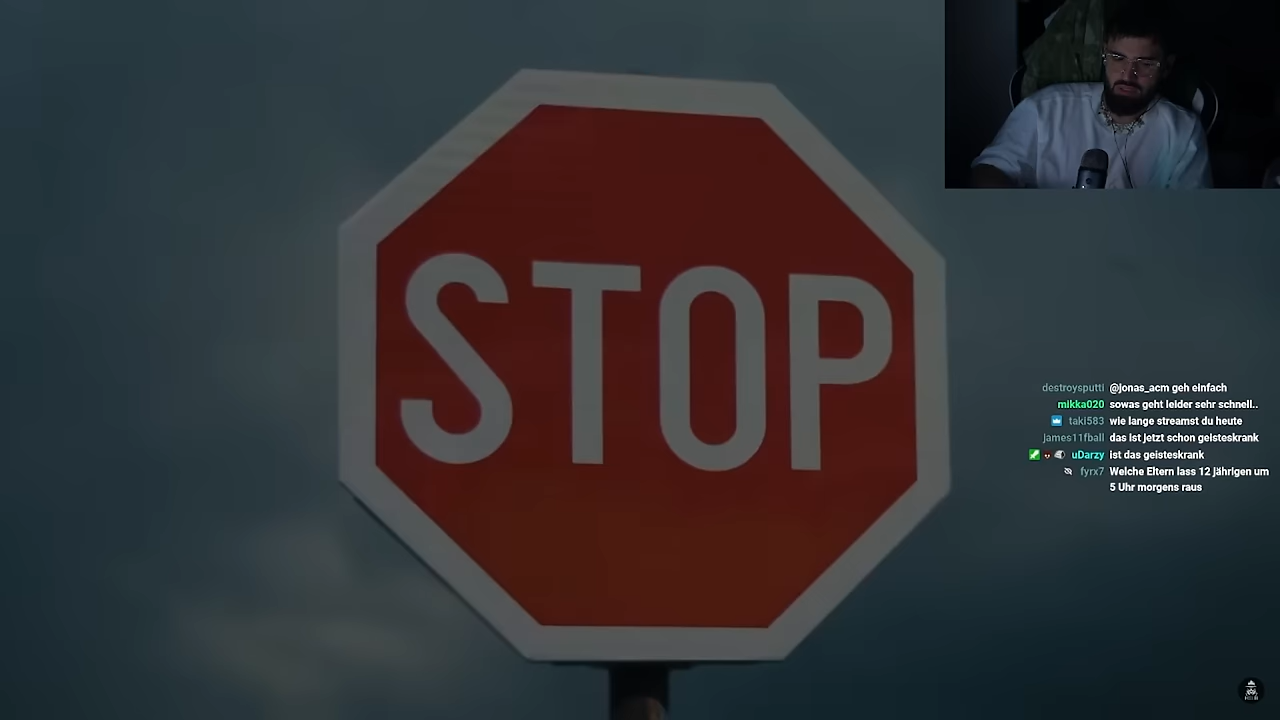 STOP
destroysputti @jonas_acm geh einfach
mikka020 sowas geht leider sehr schnell..
taki583 wie lange streamst du heute
james11fball das ist jetzt schon geisteskrank
uDarzy ist das geisteskrank
fyrx7 Welche Eltern lass 12 jährigen um
5 Uhr morgens raus